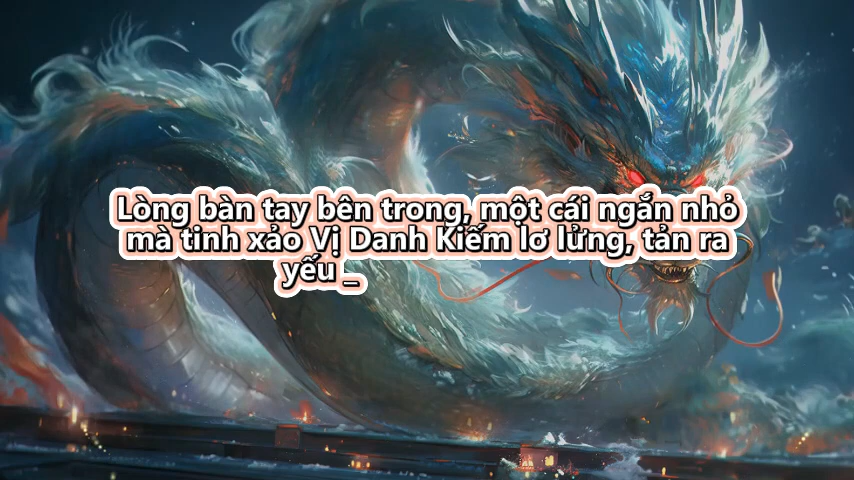 Lòng bàn tay bên trong, một cái ngắn nhỏ
mà tinh xảo Vị Danh Kiếm lơ lửng, tản ra
yếu _